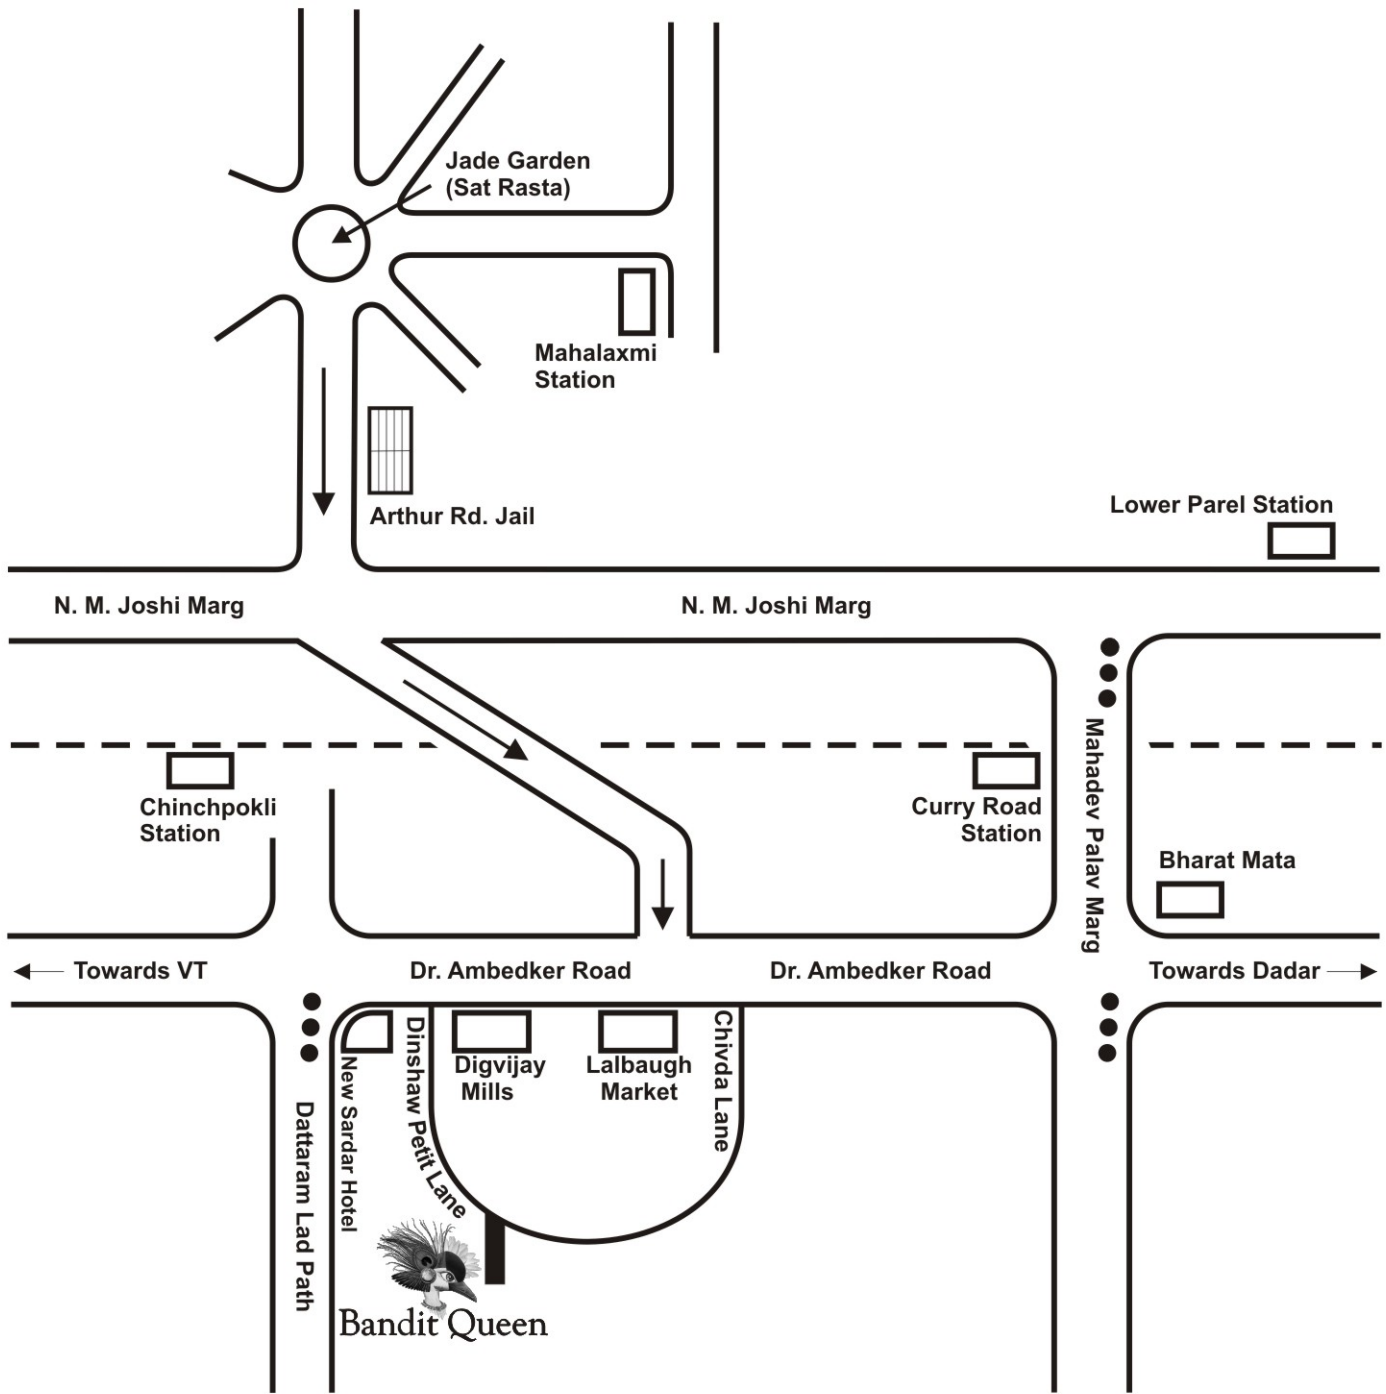 Jade Garden
(Sat Rasta)
Mahalaxmi
Station
Arthur Rd. Jail
Lower Parel Station
N. M. Joshi Marg
N. M. Joshi Marg
Mahadev Palav Marg
Chinchpokli
Station
Curry Road
Station
Bharat Mata
Towards VT
Dr. Ambedker Road
Dr. Ambedker Road
Towards Dadar
Dattaram Lad Path
New Sardar Hotel
Dinshaw Petit Lane
Digvijay
Mills
Lalbaugh
Market
Chivda Lane
Bandit Queen